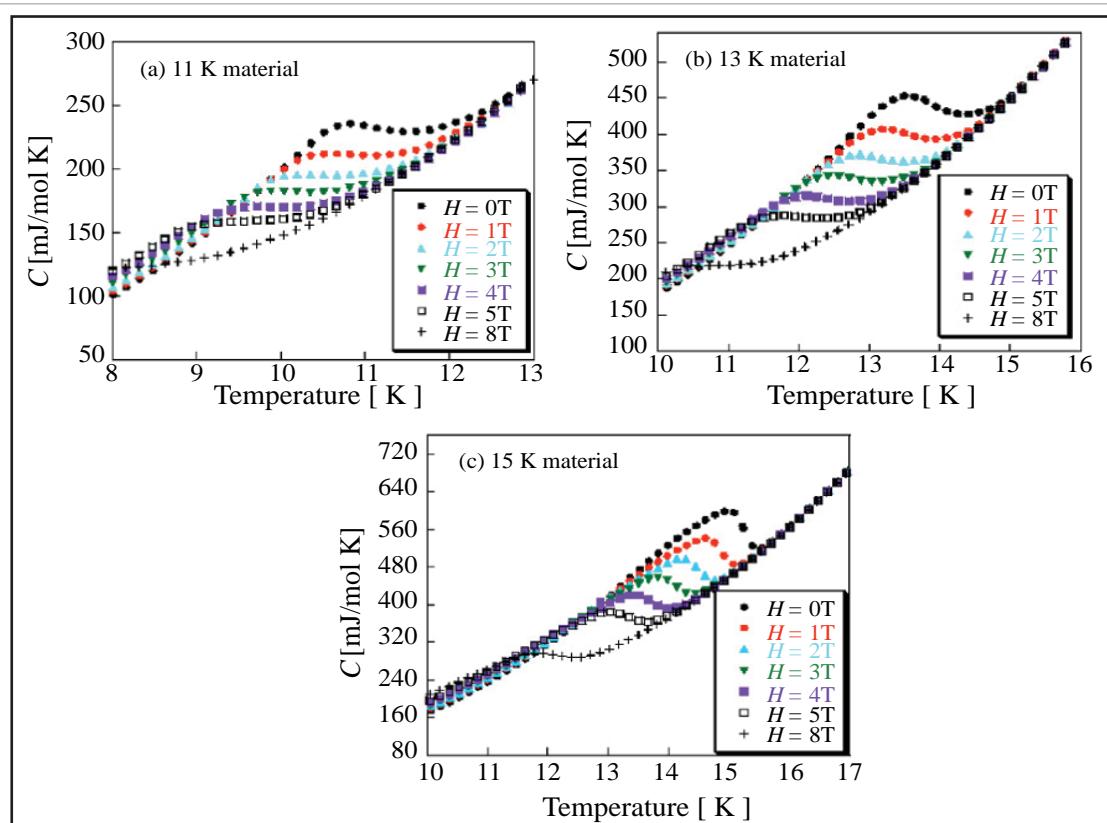 (a) 11 K material
C [mJ/mol K]
300
250
200
150
100
50
8
9
10
11
12
13
Temperature [ K ]
H = 0T
H = 1T
H = 2T
H = 3T
H = 4T
H = 5T
H = 8T
(b) 13 K material
C [mJ/mol K]
500
450
400
350
300
250
200
150
100
10
11
12
13
14
15
16
Temperature [ K ]
H = 0T
H = 1T
H = 2T
H = 3T
H = 4T
H = 5T
H = 8T
(c) 15 K material
C [mJ/mol K]
720
640
560
480
400
320
240
160
80
10
11
12
13
14
15
16
17
Temperature [ K ]
H = 0T
H = 1T
H = 2T
H = 3T
H = 4T
H = 5T
H = 8T